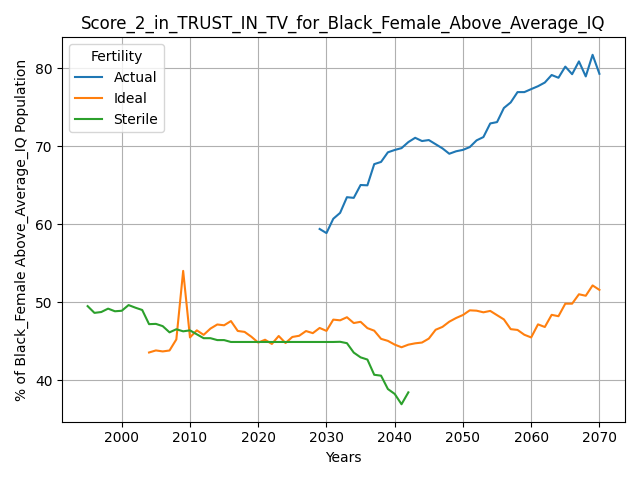 Score_2_in_TRUST_IN_TV_for_Black_Female_Above_Average_IQ
% of Black_Female Above_Average_IQ Population
Fertility
Actual
Ideal
Sterile
80
70
60
50
40
2000 2010 2020 2030 2040 2050 2060 2070
Years